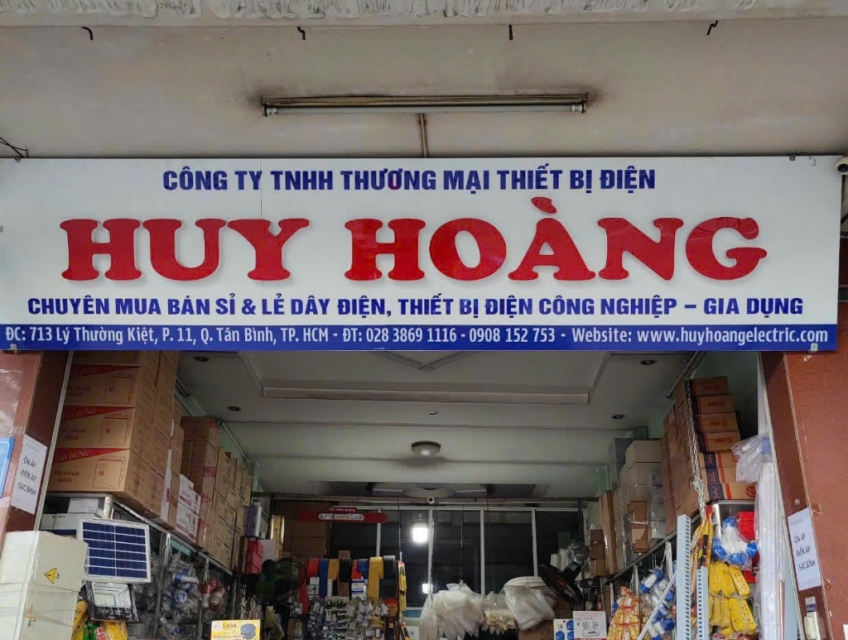 CÔNG TY TNHH THƯƠNG MẠI THIẾT BỊ ĐIỆN
HUY HOÀNG
CHUYÊN MUA BÁN SỈ & LẺ DÂY ĐIỆN, THIẾT BỊ ĐIỆN CÔNG NGHIỆP – GIA DỤNG
ĐC: 713 Lý Thường Kiệt, P. 11, Q. Tân Bình, TP. HCM - ĐT: 028 3869 1116 - 0908 152 753 - Website: www.huyhoangelectric.com
ỔN ÁP